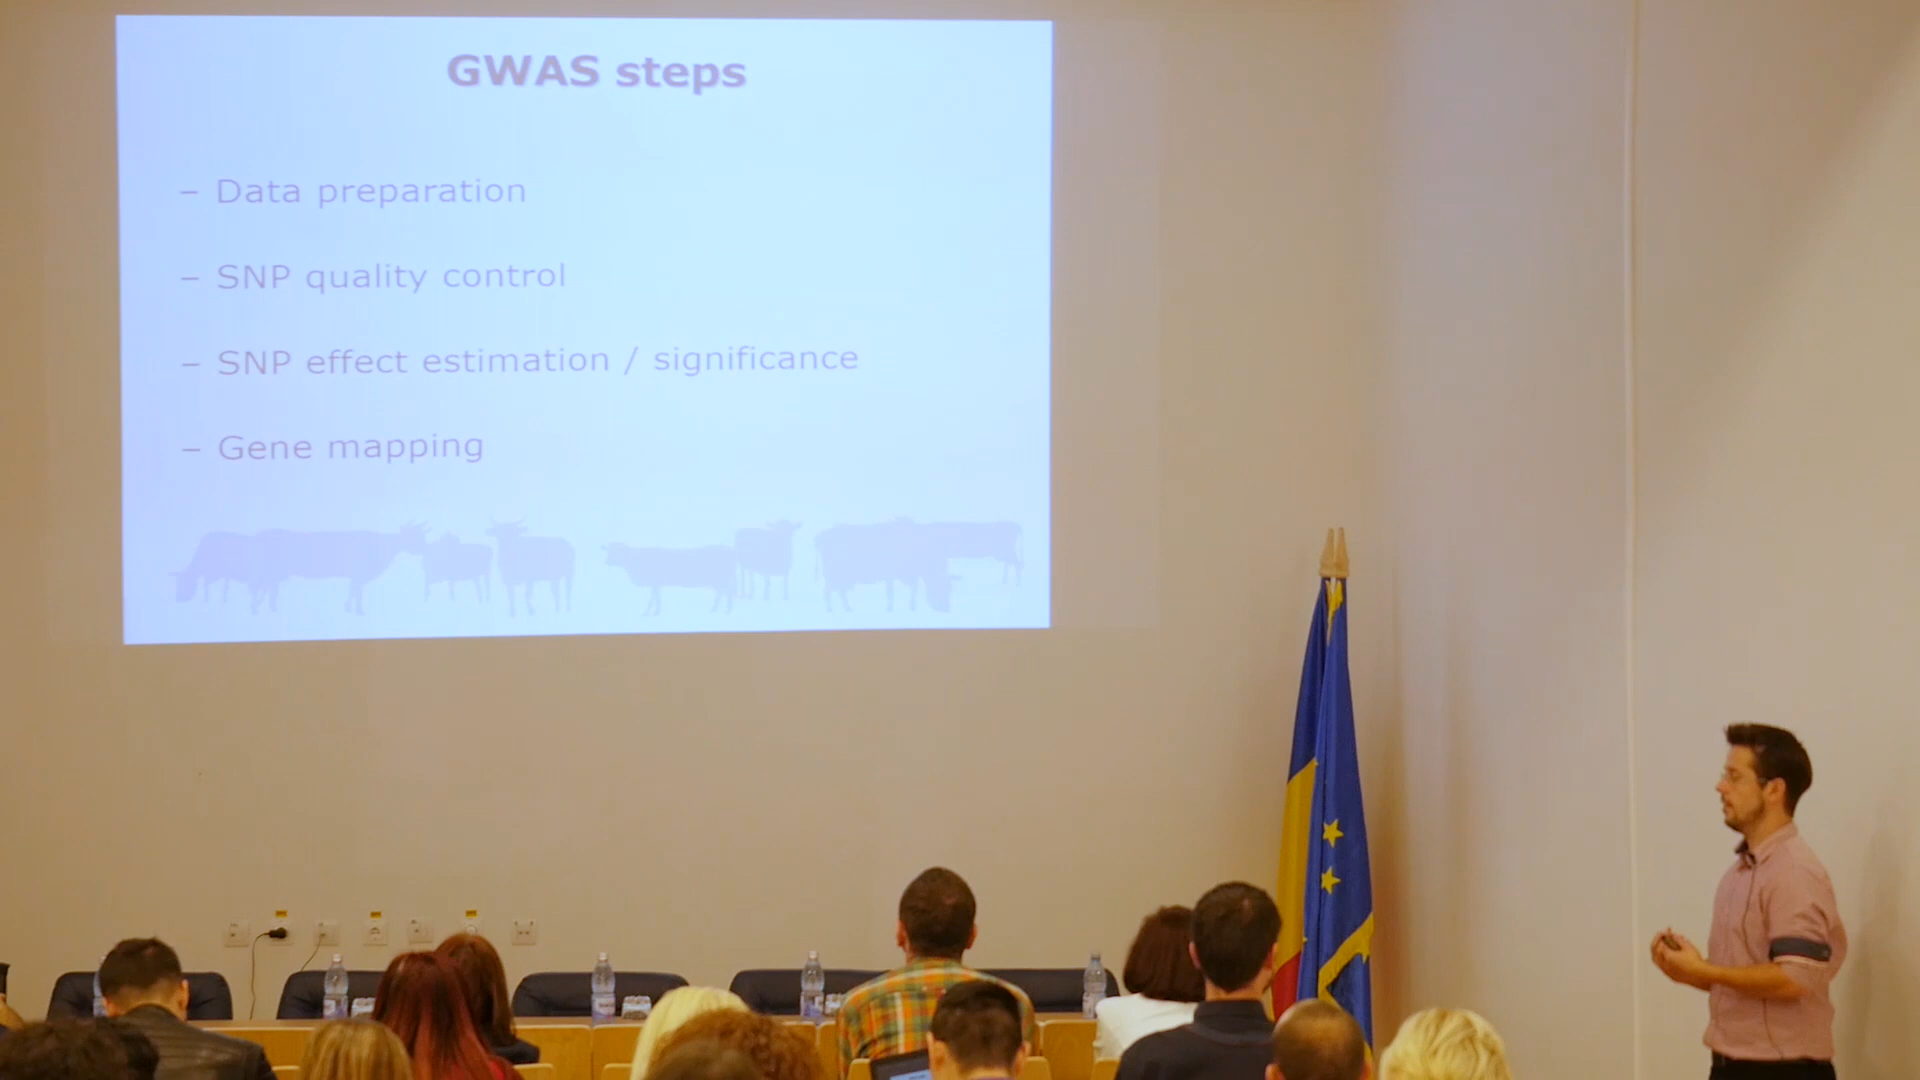 GWAS steps
– Data preparation
– SNP quality control
– SNP effect estimation / significance
– Gene mapping